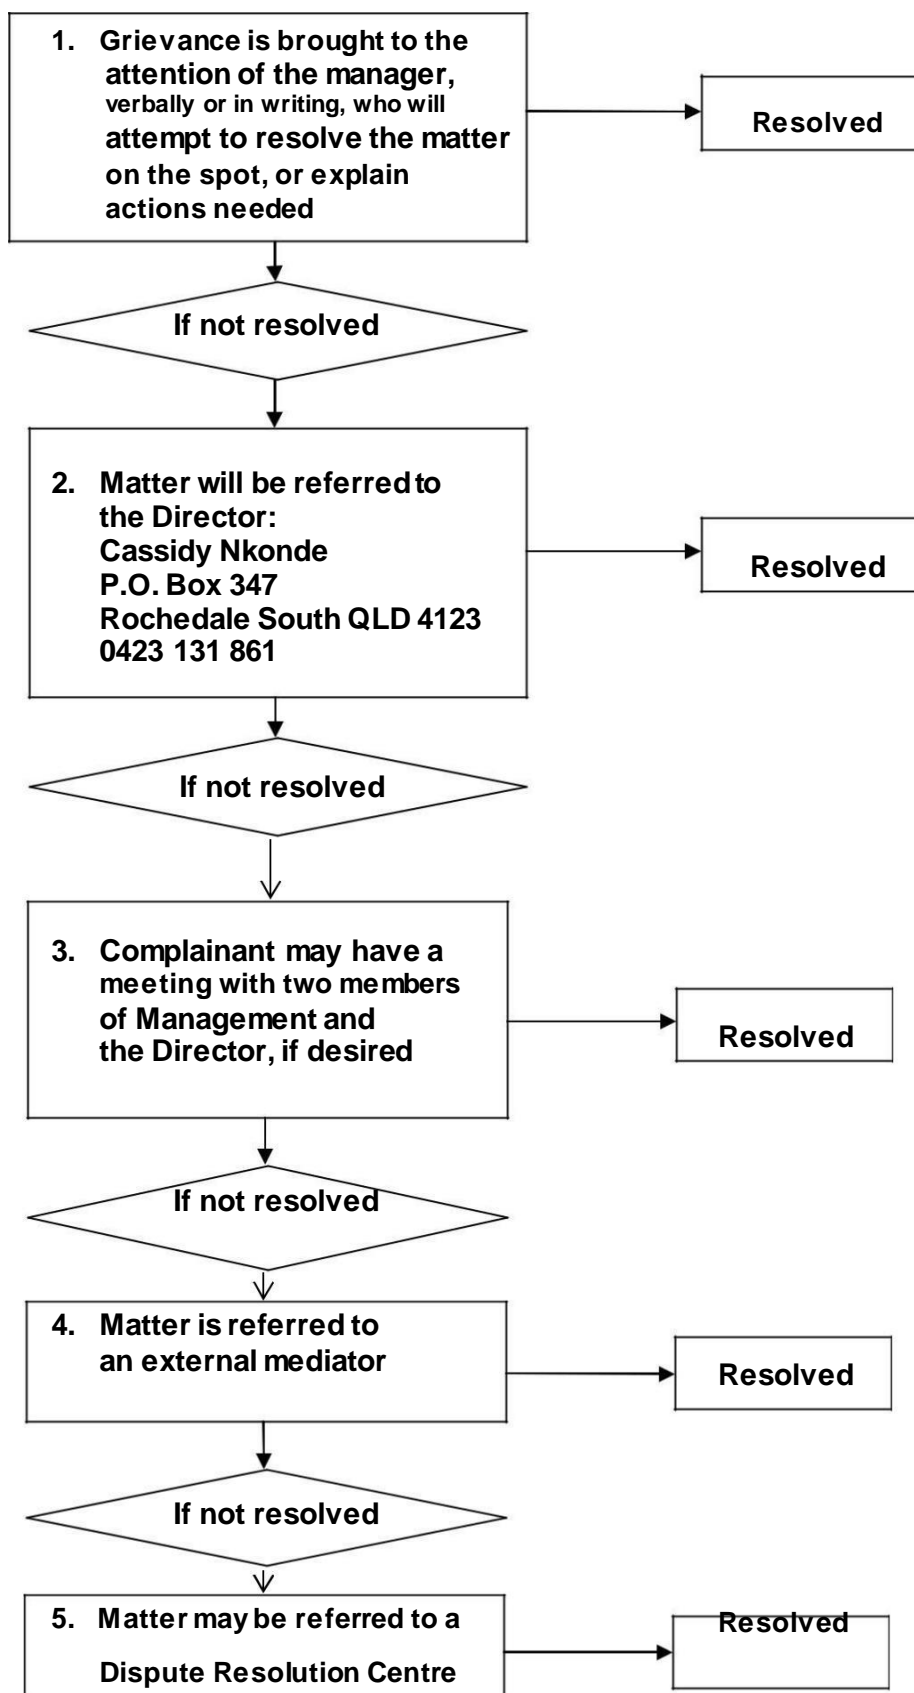 1. Grievance is brought to the
attention of the manager,
verbally or in writing, who will
attempt to resolve the matter
on the spot, or explain
actions needed
Resolved
If not resolved
2. Matter will be referred to
the Director:
Cassidy Nkonde
P.O. Box 347
Rochedale South QLD 4123
0423 131 861
Resolved
If not resolved
3. Complainant may have a
meeting with two members
of Management and
the Director, if desired
Resolved
If not resolved
4. Matter is referred to
an external mediator
Resolved
If not resolved
5. Matter may be referred to a
Dispute Resolution Centre
Resolved